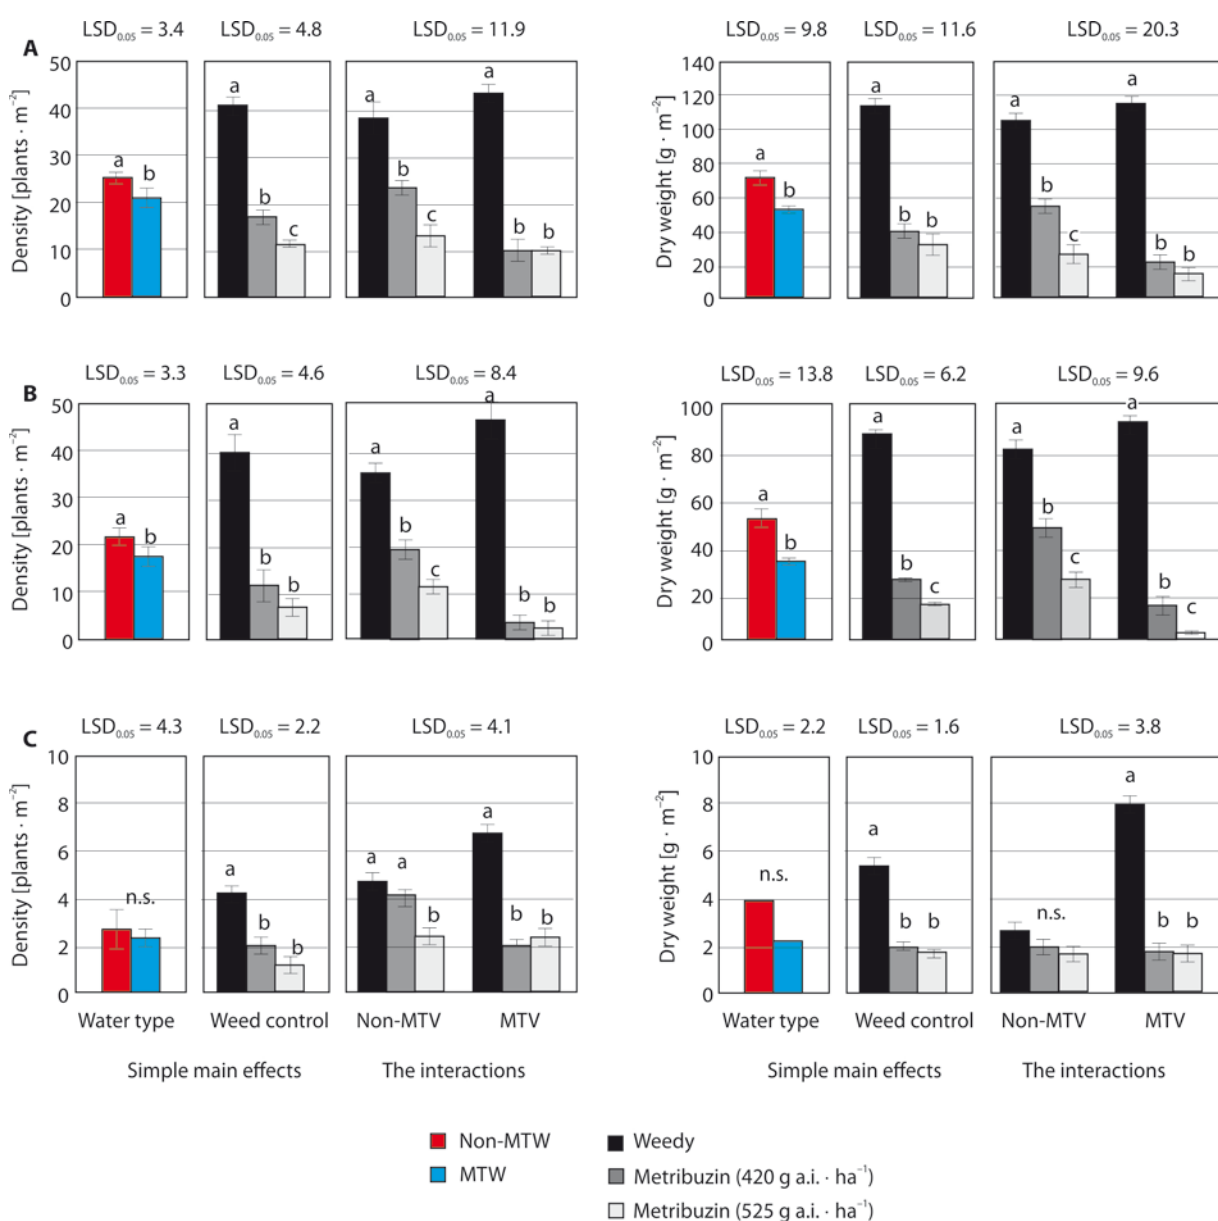 LSD0.05 = 3.4 LSD0.05 = 4.8 LSD0.05 = 11.9 LSD0.05 = 9.8 LSD0.05 = 11.6 LSD0.05 = 20.3
A
Density [plants · m–2]
50
40
30
20
10
0
a b
a b c
a b c a b b
Dry weight [g · m–2]
140
120
100
80
60
40
20
0
a b
a b b
a b c a b b
LSD0.05 = 3.3 LSD0.05 = 4.6 LSD0.05 = 8.4 LSD0.05 = 13.8 LSD0.05 = 6.2 LSD0.05 = 9.6
B
Density [plants · m–2]
50
40
30
20
10
0
a b
a b b
a b c a b b
Dry weight [g · m–2]
100
80
60
40
20
0
a b
a b c
a b c a b c
LSD0.05 = 4.3 LSD0.05 = 2.2 LSD0.05 = 4.1 LSD0.05 = 2.2 LSD0.05 = 1.6 LSD0.05 = 3.8
C
Density [plants · m–2]
10
8
6
4
2
0
n.s.
a b b
a a b a b b
Dry weight [g · m–2]
10
8
6
4
2
0
n.s.
a b b
n.s. a b b
Water type Weed control Non-MTV MTV Water type Weed control Non-MTV MTV
Simple main effects The interactions Simple main effects The interactions
Non-MTW
MTW
Weedy
Metribuzin (420 g a.i. · ha–1)
Metribuzin (525 g a.i. · ha–1)